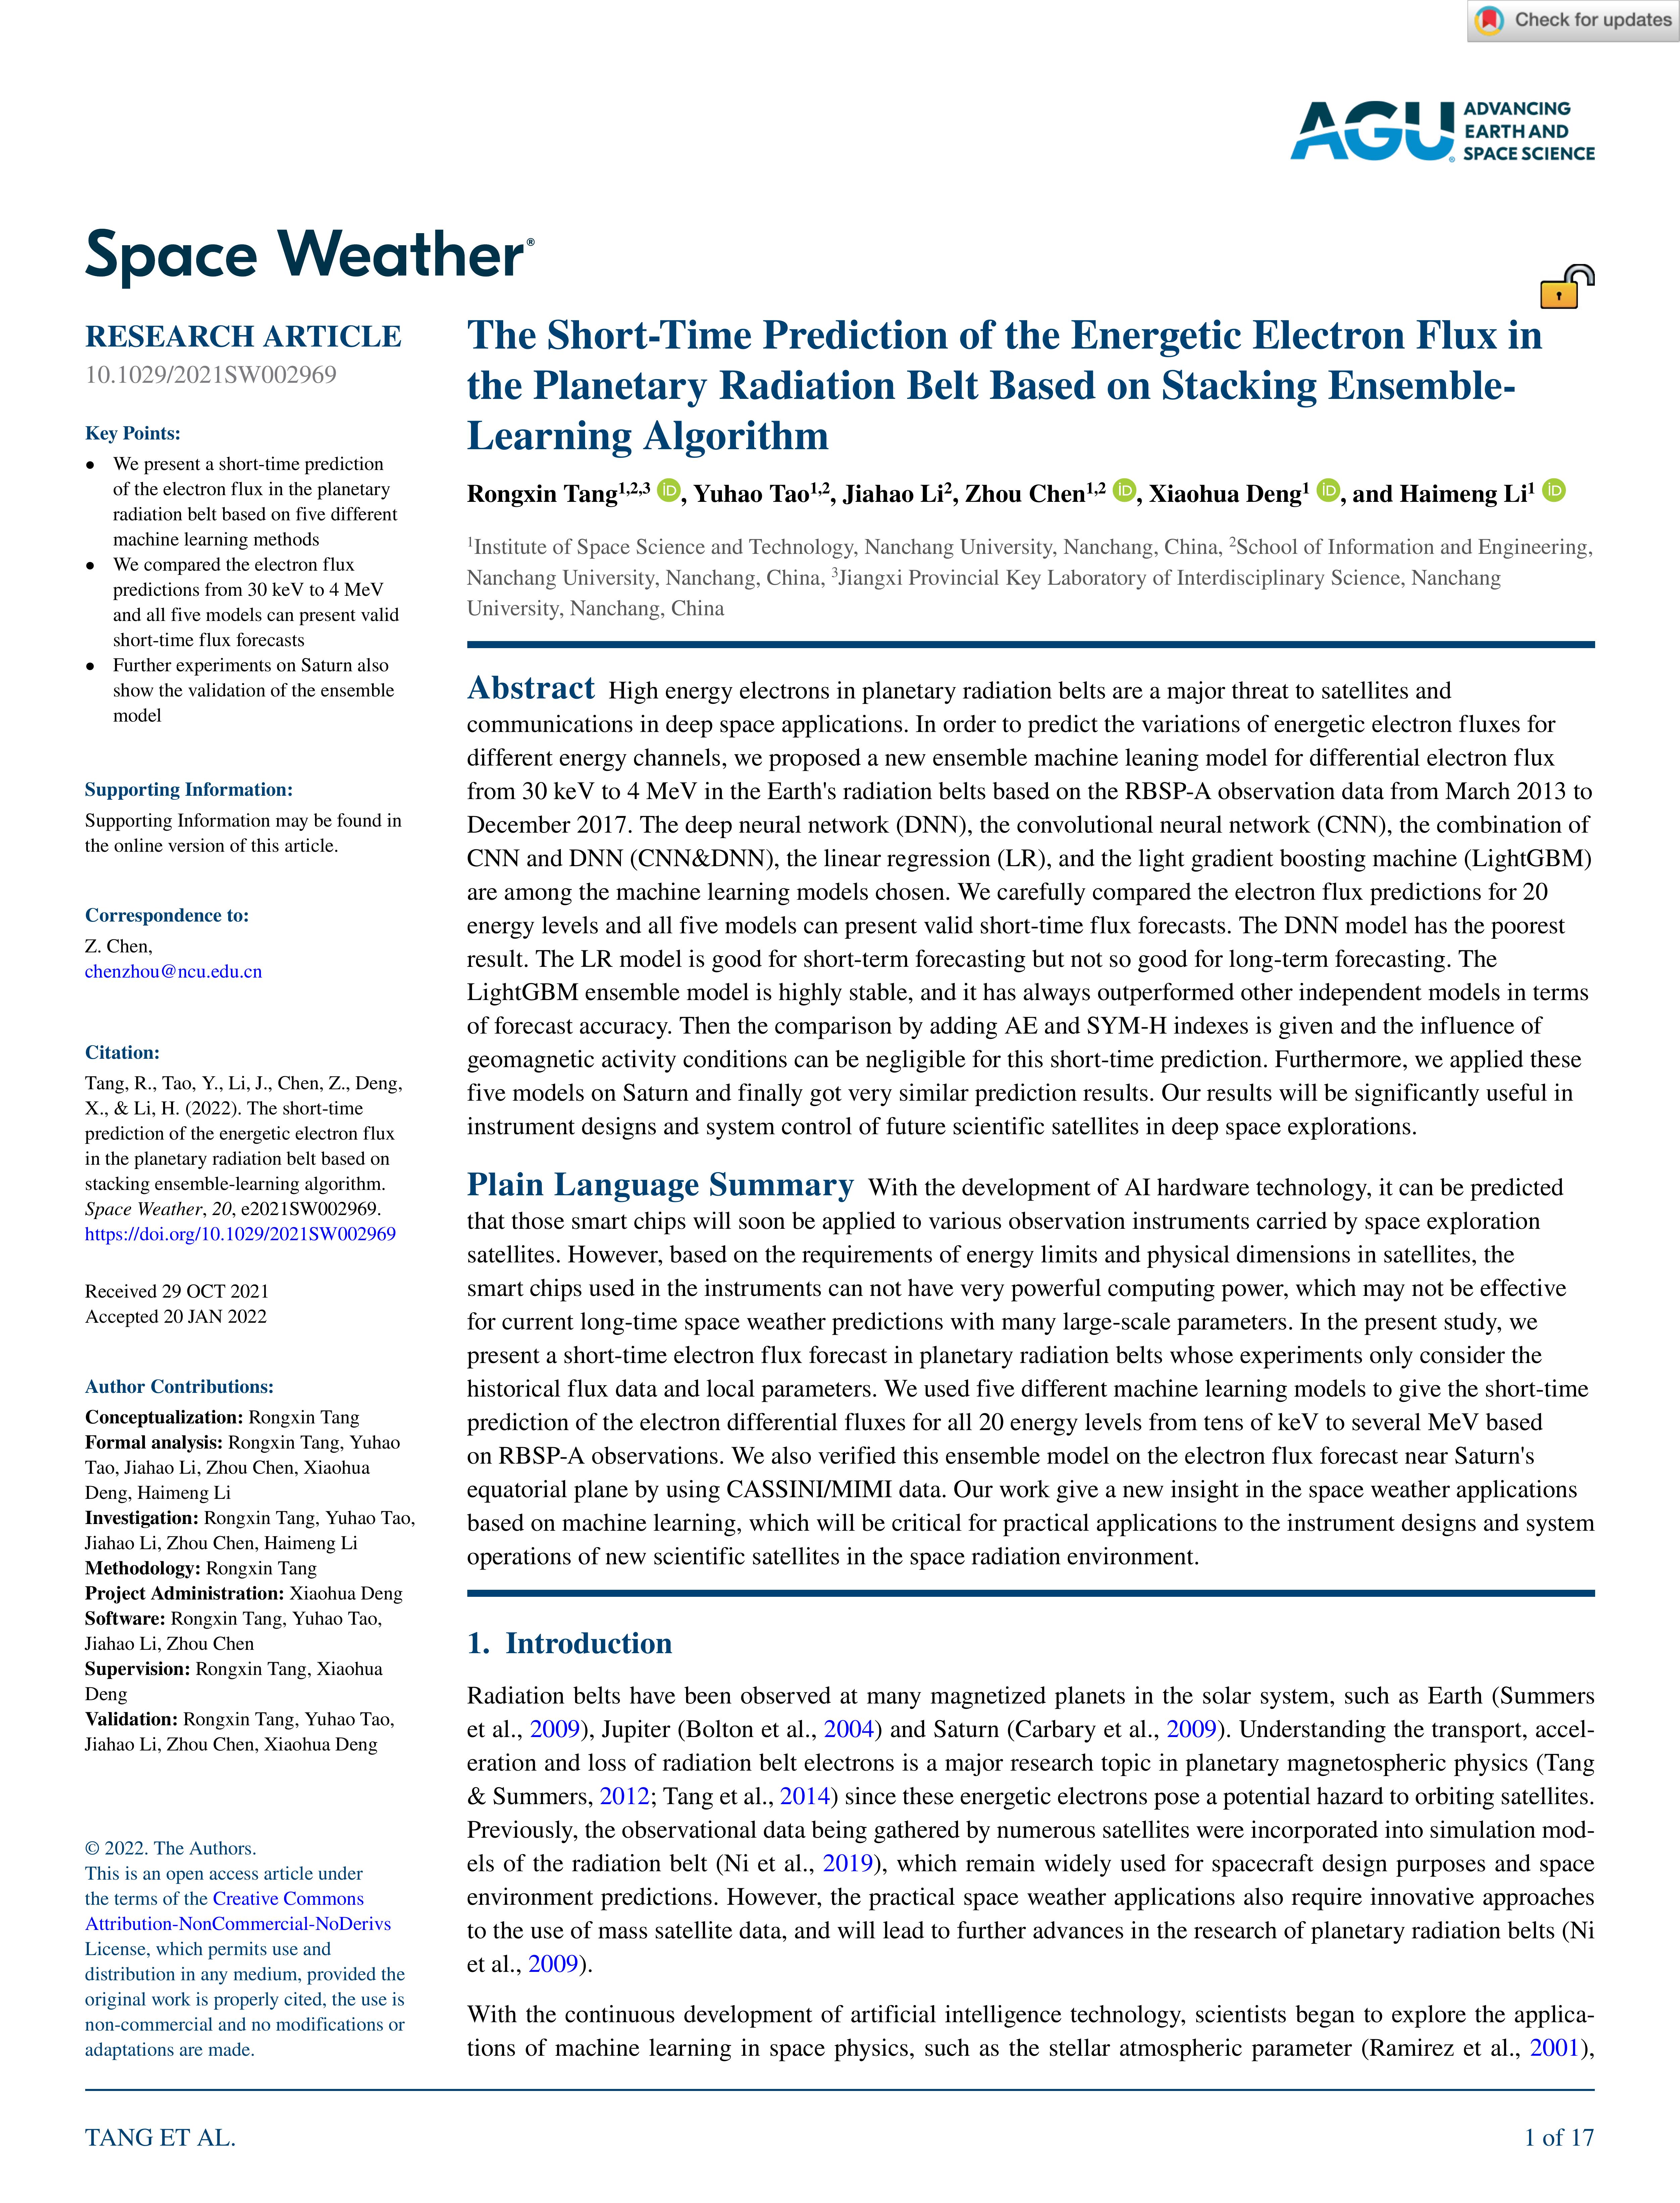 Check for updates
AGU
ADVANCING
EARTH AND
SPACE SCIENCE
Space Weather®
RESEARCH ARTICLE
10.1029/2021SW002969
Key Points:
• We present a short-time prediction
of the electron flux in the planetary
radiation belt based on five different
machine learning methods
• We compared the electron flux
predictions from 30 keV to 4 MeV
and all five models can present valid
short-time flux forecasts
• Further experiments on Saturn also
show the validation of the ensemble
model
Supporting Information:
Supporting Information may be found in
the online version of this article.
Correspondence to:
Z. Chen,
chenzhou@ncu.edu.cn
Citation:
Tang, R., Tao, Y., Li, J., Chen, Z., Deng,
X., & Li, H. (2022). The short-time
prediction of the energetic electron flux
in the planetary radiation belt based on
stacking ensemble-learning algorithm.
Space Weather, 20, e2021SW002969.
https://doi.org/10.1029/2021SW002969
Received 29 OCT 2021
Accepted 20 JAN 2022
Author Contributions:
Conceptualization: Rongxin Tang
Formal analysis: Rongxin Tang, Yuhao
Tao, Jiahao Li, Zhou Chen, Xiaohua
Deng, Haimeng Li
Investigation: Rongxin Tang, Yuhao Tao,
Jiahao Li, Zhou Chen, Haimeng Li
Methodology: Rongxin Tang
Project Administration: Xiaohua Deng
Software: Rongxin Tang, Yuhao Tao,
Jiahao Li, Zhou Chen
Supervision: Rongxin Tang, Xiaohua
Deng
Validation: Rongxin Tang, Yuhao Tao,
Jiahao Li, Zhou Chen, Xiaohua Deng
© 2022. The Authors.
This is an open access article under
the terms of the Creative Commons
Attribution-NonCommercial-NoDerivs
License, which permits use and
distribution in any medium, provided the
original work is properly cited, the use is
non-commercial and no modifications or
adaptations are made.
The Short-Time Prediction of the Energetic Electron Flux in
the Planetary Radiation Belt Based on Stacking Ensemble-
Learning Algorithm
Rongxin Tang1,2,3 iD, Yuhao Tao1,2, Jiahao Li2, Zhou Chen1,2 iD, Xiaohua Deng1 iD, and Haimeng Li1 iD
1Institute of Space Science and Technology, Nanchang University, Nanchang, China, 2School of Information and Engineering,
Nanchang University, Nanchang, China, 3Jiangxi Provincial Key Laboratory of Interdisciplinary Science, Nanchang
University, Nanchang, China
Abstract High energy electrons in planetary radiation belts are a major threat to satellites and
communications in deep space applications. In order to predict the variations of energetic electron fluxes for
different energy channels, we proposed a new ensemble machine leaning model for differential electron flux
from 30 keV to 4 MeV in the Earth's radiation belts based on the RBSP-A observation data from March 2013 to
December 2017. The deep neural network (DNN), the convolutional neural network (CNN), the combination of
CNN and DNN (CNN&DNN), the linear regression (LR), and the light gradient boosting machine (LightGBM)
are among the machine learning models chosen. We carefully compared the electron flux predictions for 20
energy levels and all five models can present valid short-time flux forecasts. The DNN model has the poorest
result. The LR model is good for short-term forecasting but not so good for long-term forecasting. The
LightGBM ensemble model is highly stable, and it has always outperformed other independent models in terms
of forecast accuracy. Then the comparison by adding AE and SYM-H indexes is given and the influence of
geomagnetic activity conditions can be negligible for this short-time prediction. Furthermore, we applied these
five models on Saturn and finally got very similar prediction results. Our results will be significantly useful in
instrument designs and system control of future scientific satellites in deep space explorations.
Plain Language Summary With the development of AI hardware technology, it can be predicted
that those smart chips will soon be applied to various observation instruments carried by space exploration
satellites. However, based on the requirements of energy limits and physical dimensions in satellites, the
smart chips used in the instruments can not have very powerful computing power, which may not be effective
for current long-time space weather predictions with many large-scale parameters. In the present study, we
present a short-time electron flux forecast in planetary radiation belts whose experiments only consider the
historical flux data and local parameters. We used five different machine learning models to give the short-time
prediction of the electron differential fluxes for all 20 energy levels from tens of keV to several MeV based
on RBSP-A observations. We also verified this ensemble model on the electron flux forecast near Saturn's
equatorial plane by using CASSINI/MIMI data. Our work give a new insight in the space weather applications
based on machine learning, which will be critical for practical applications to the instrument designs and system
operations of new scientific satellites in the space radiation environment.
1. Introduction
Radiation belts have been observed at many magnetized planets in the solar system, such as Earth (Summers
et al., 2009), Jupiter (Bolton et al., 2004) and Saturn (Carbary et al., 2009). Understanding the transport, accel-
eration and loss of radiation belt electrons is a major research topic in planetary magnetospheric physics (Tang
& Summers, 2012; Tang et al., 2014) since these energetic electrons pose a potential hazard to orbiting satellites.
Previously, the observational data being gathered by numerous satellites were incorporated into simulation mod-
els of the radiation belt (Ni et al., 2019), which remain widely used for spacecraft design purposes and space
environment predictions. However, the practical space weather applications also require innovative approaches
to the use of mass satellite data, and will lead to further advances in the research of planetary radiation belts (Ni
et al., 2009).
With the continuous development of artificial intelligence technology, scientists began to explore the applica-
tions of machine learning in space physics, such as the stellar atmospheric parameter (Ramirez et al., 2001),
TANG ET AL.
1 of 17